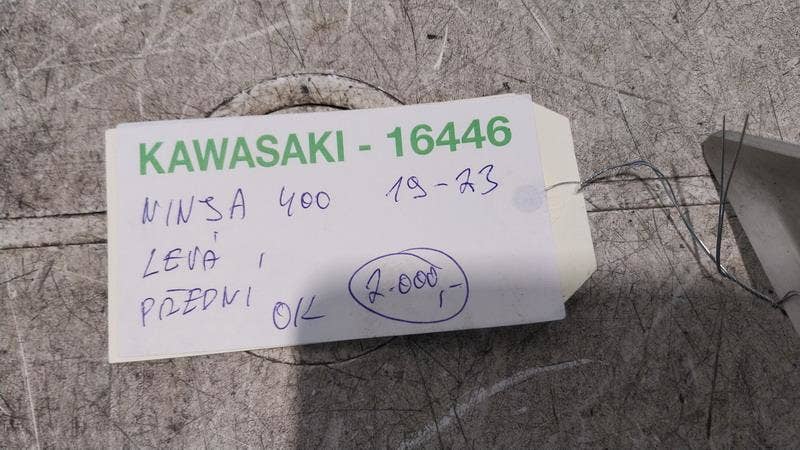 KAWASAKI - 16446
NINJA 400 19-23
LEVÁ
PŘEDNÍ OK 2.000,-